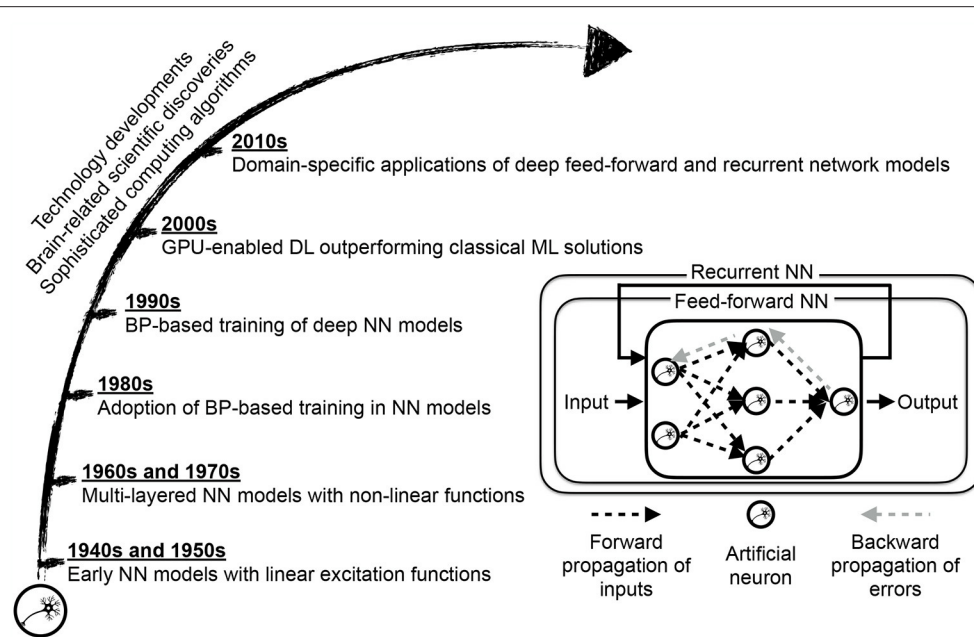 Technology developments
Brain-related scientific discoveries
Sophisticated computing algorithms
2010s
Domain-specific applications of deep feed-forward and recurrent network models
2000s
GPU-enabled DL outperforming classical ML solutions
1990s
BP-based training of deep NN models
1980s
Adoption of BP-based training in NN models
1960s and 1970s
Multi-layered NN models with non-linear functions
1940s and 1950s
Early NN models with linear excitation functions
Recurrent NN
Feed-forward NN
Input
Output
Forward
propagation of
inputs
Artificial
neuron
Backward
propagation of
errors